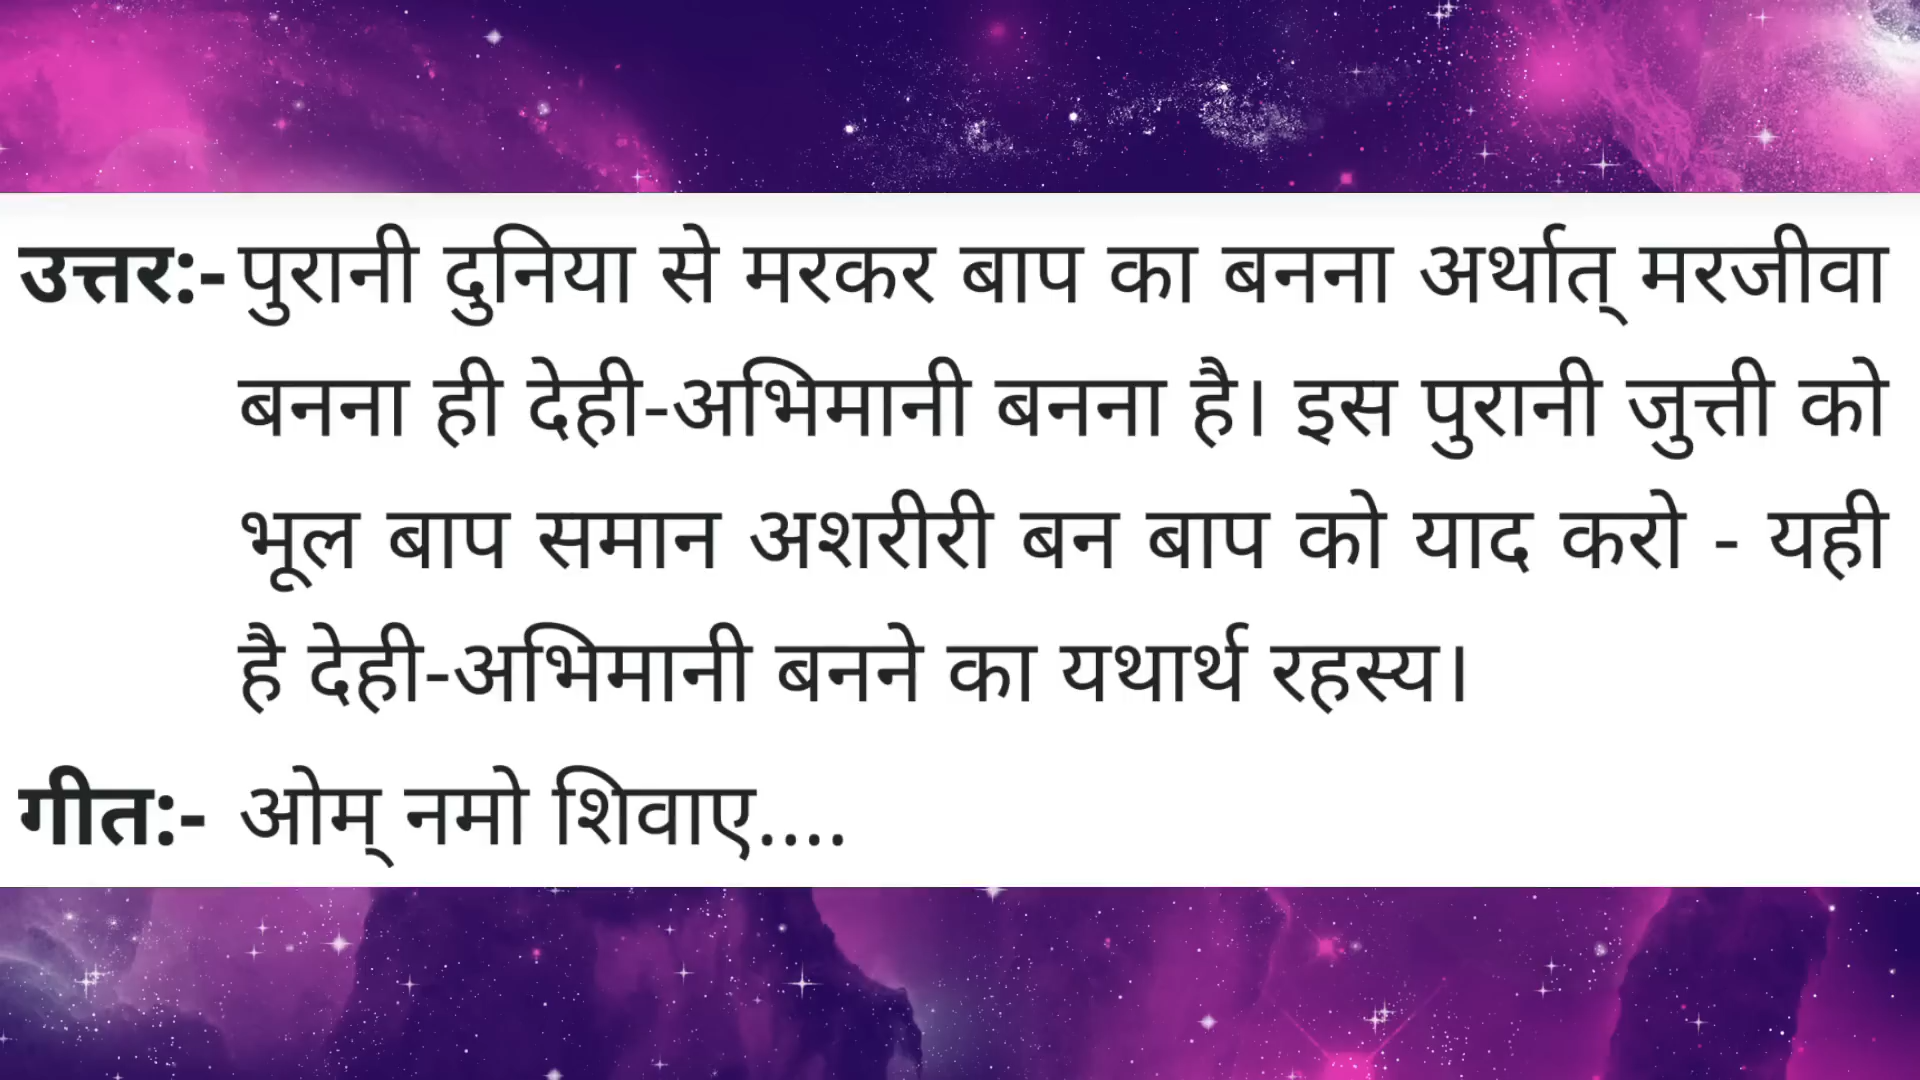 उत्तर:- पुरानी दुनिया से मरकर बाप का बनना अर्थात् मरजीवा
बनना ही देही-अभिमानी बनना है। इस पुरानी जुत्ती को
भूल बाप समान अशरीरी बन बाप को याद करो - यही
है देही-अभिमानी बनने का यथार्थ रहस्य।
गीत:- ओम् नमो शिवाए....